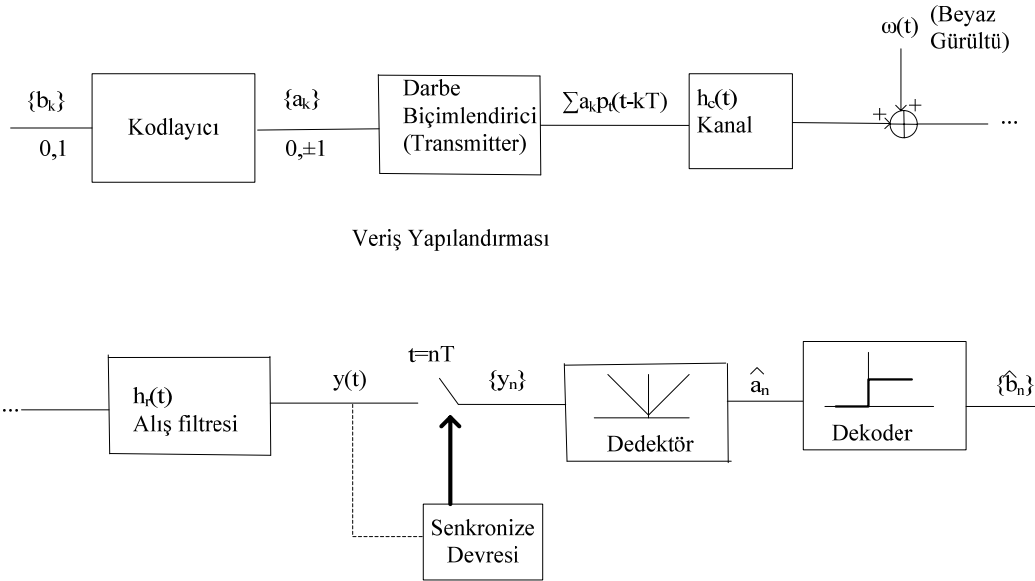 ω(t)
(Beyaz
Gürültü)
{bₖ}
0,1
Kodlayıcı
{aₖ}
0,±1
Darbe
Biçimlendirici
(Transmitter)
∑aₖpₜ(t-kT)
h꜀(t)
Kanal
+
+
...
Veriş Yapılandırması
...
hᵣ(t)
Alış filtresi
y(t)
t=nT
{yₙ}
Dedektör
âₙ
Dekoder
{b̂ₙ}
Senkronize
Devresi